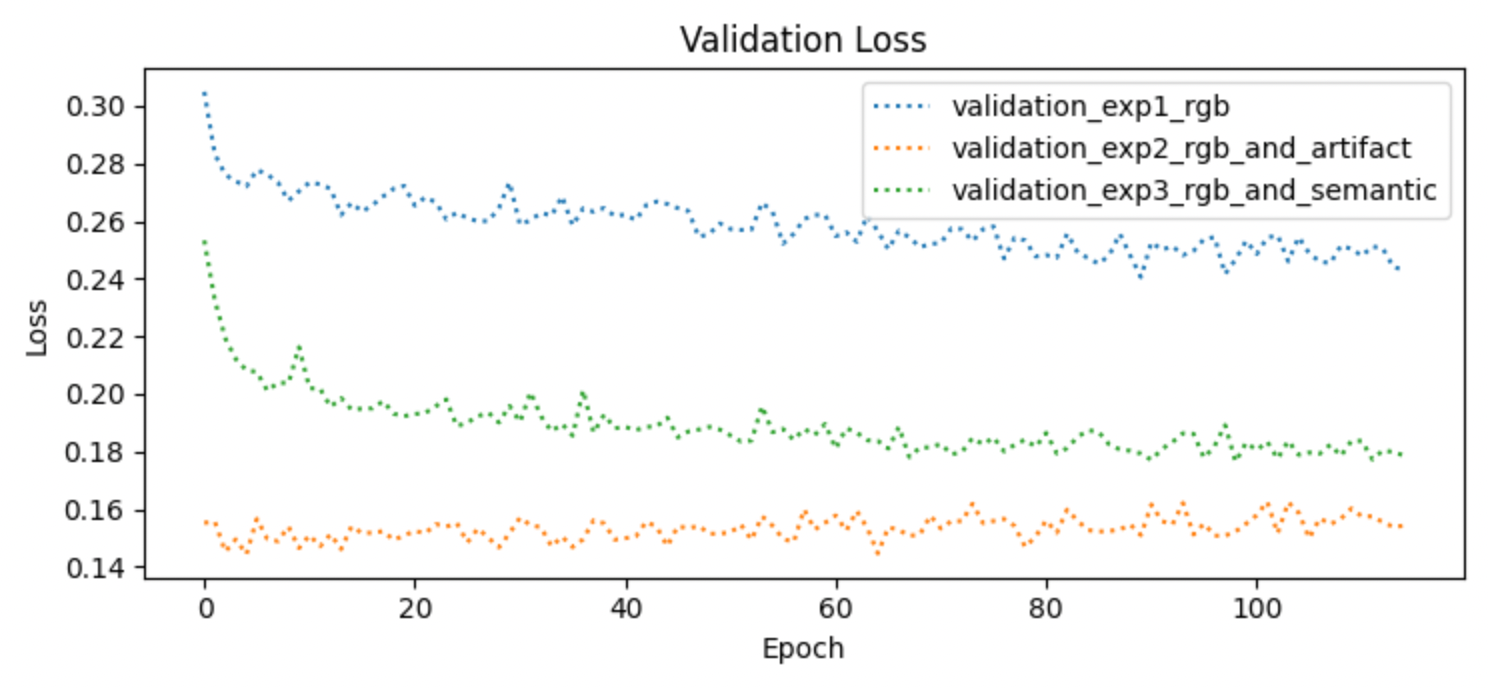 Validation Loss
validation_exp1_rgb
validation_exp2_rgb_and_artifact
validation_exp3_rgb_and_semantic
0.30
0.28
0.26
0.24
0.22
0.20
0.18
0.16
0.14
Loss
0 20 40 60 80 100
Epoch